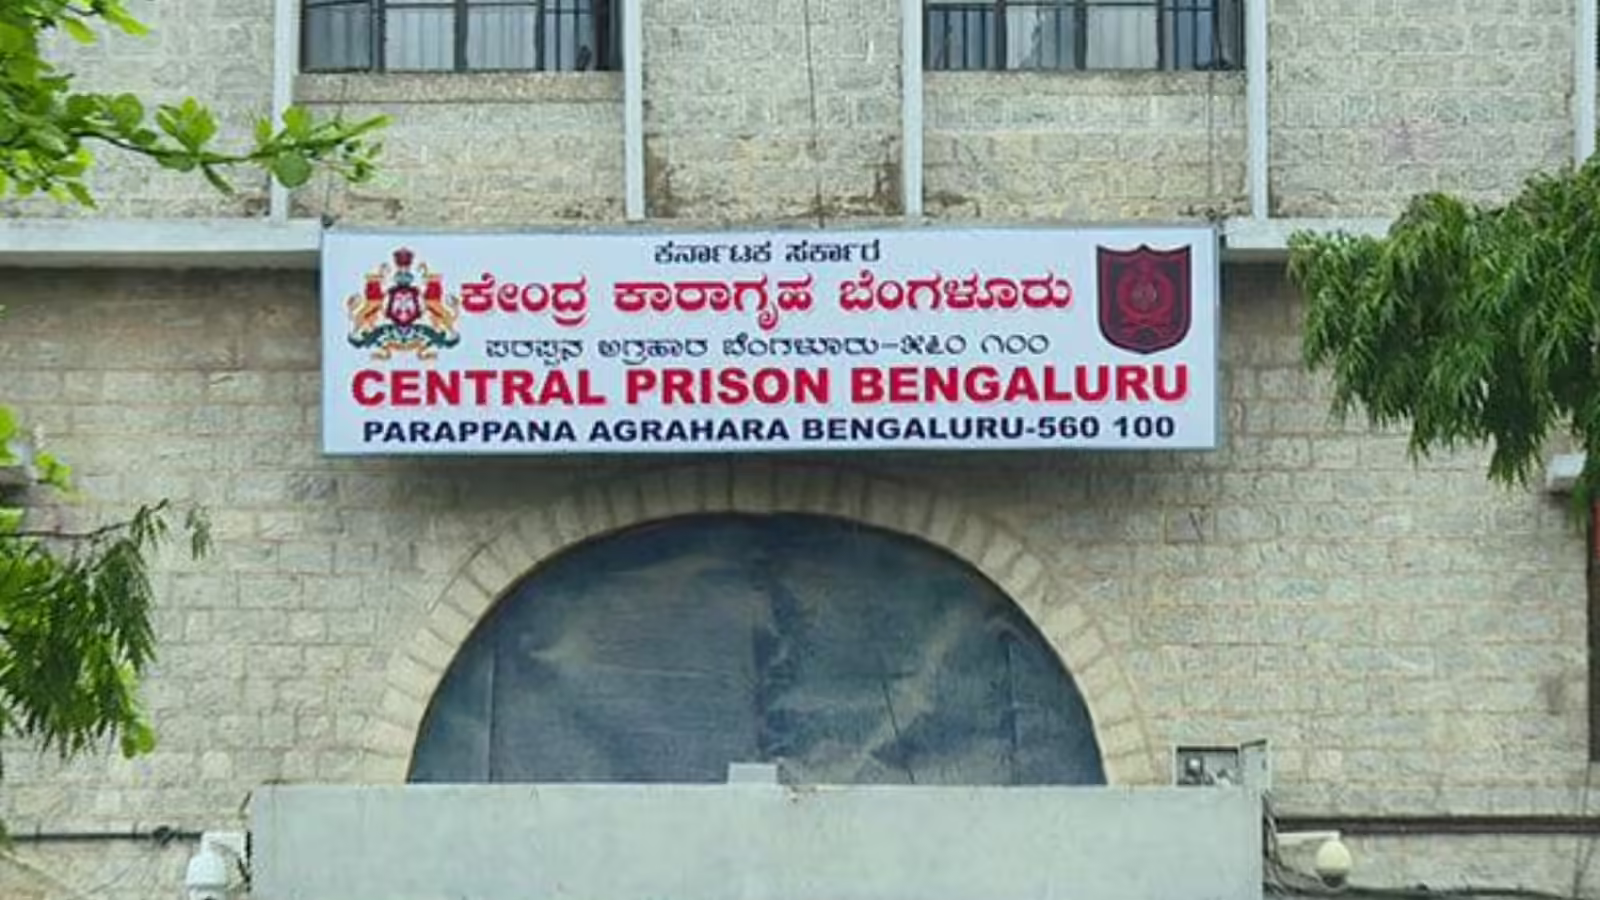 ಕರ್ನಾಟಕ ಸರ್ಕಾರ
ಕೇಂದ್ರ ಕಾರಾಗೃಹ ಬೆಂಗಳೂರು
ಪರಪ್ಪನ ಅಗ್ರಹಾರ ಬೆಂಗಳೂರು-೫೬೦ ೧೦೦
CENTRAL PRISON BENGALURU
PARAPPANA AGRAHARA BENGALURU-560 100